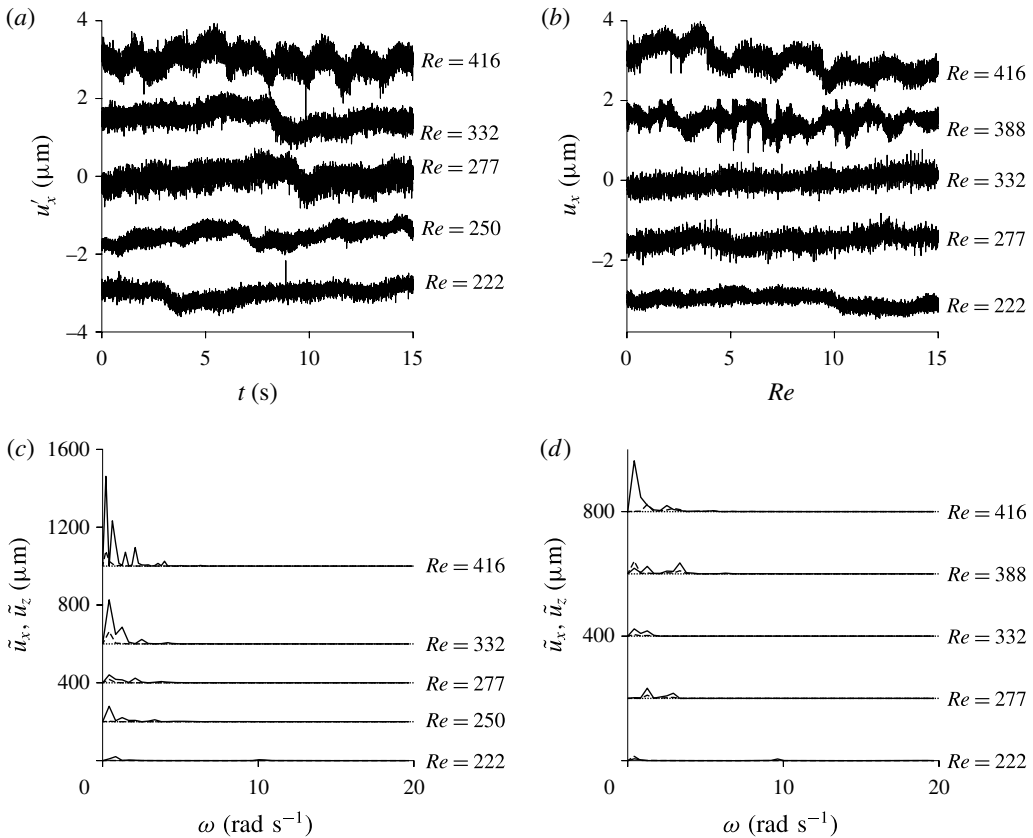 (a)
4
2
0
–2
–4
u′x (μm)
Re = 416
Re = 332
Re = 277
Re = 250
Re = 222
0 5 10 15
t (s)
(b)
4
2
0
–2
ux (μm)
Re = 416
Re = 388
Re = 332
Re = 277
Re = 222
0 5 10 15
Re
(c)
1600
1200
800
400
ũx, ũz (μm)
Re = 416
Re = 332
Re = 277
Re = 250
Re = 222
0 10 20
ω (rad s⁻¹)
(d)
800
400
ũx, ũz (μm)
Re = 416
Re = 388
Re = 332
Re = 277
Re = 222
0 10 20
ω (rad s⁻¹)